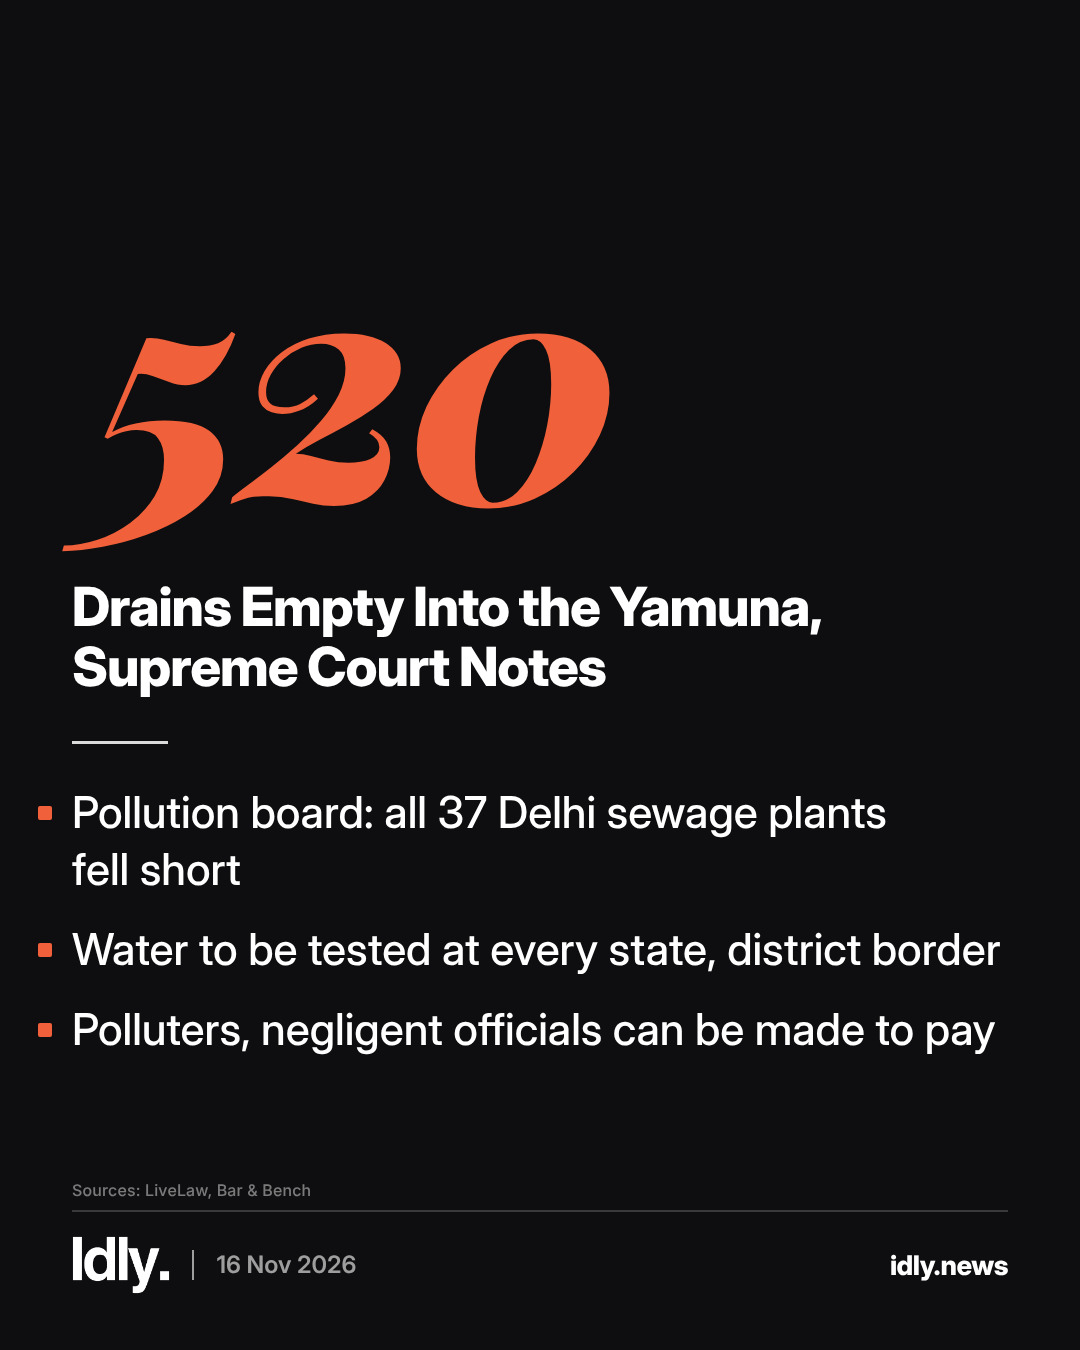 520
Drains Empty Into the Yamuna,
Supreme Court Notes
Pollution board: all 37 Delhi sewage plants
fell short
Water to be tested at every state, district border
Polluters, negligent officials can be made to pay
Sources: LiveLaw, Bar & Bench
Idly. | 16 Nov 2026
idly.news